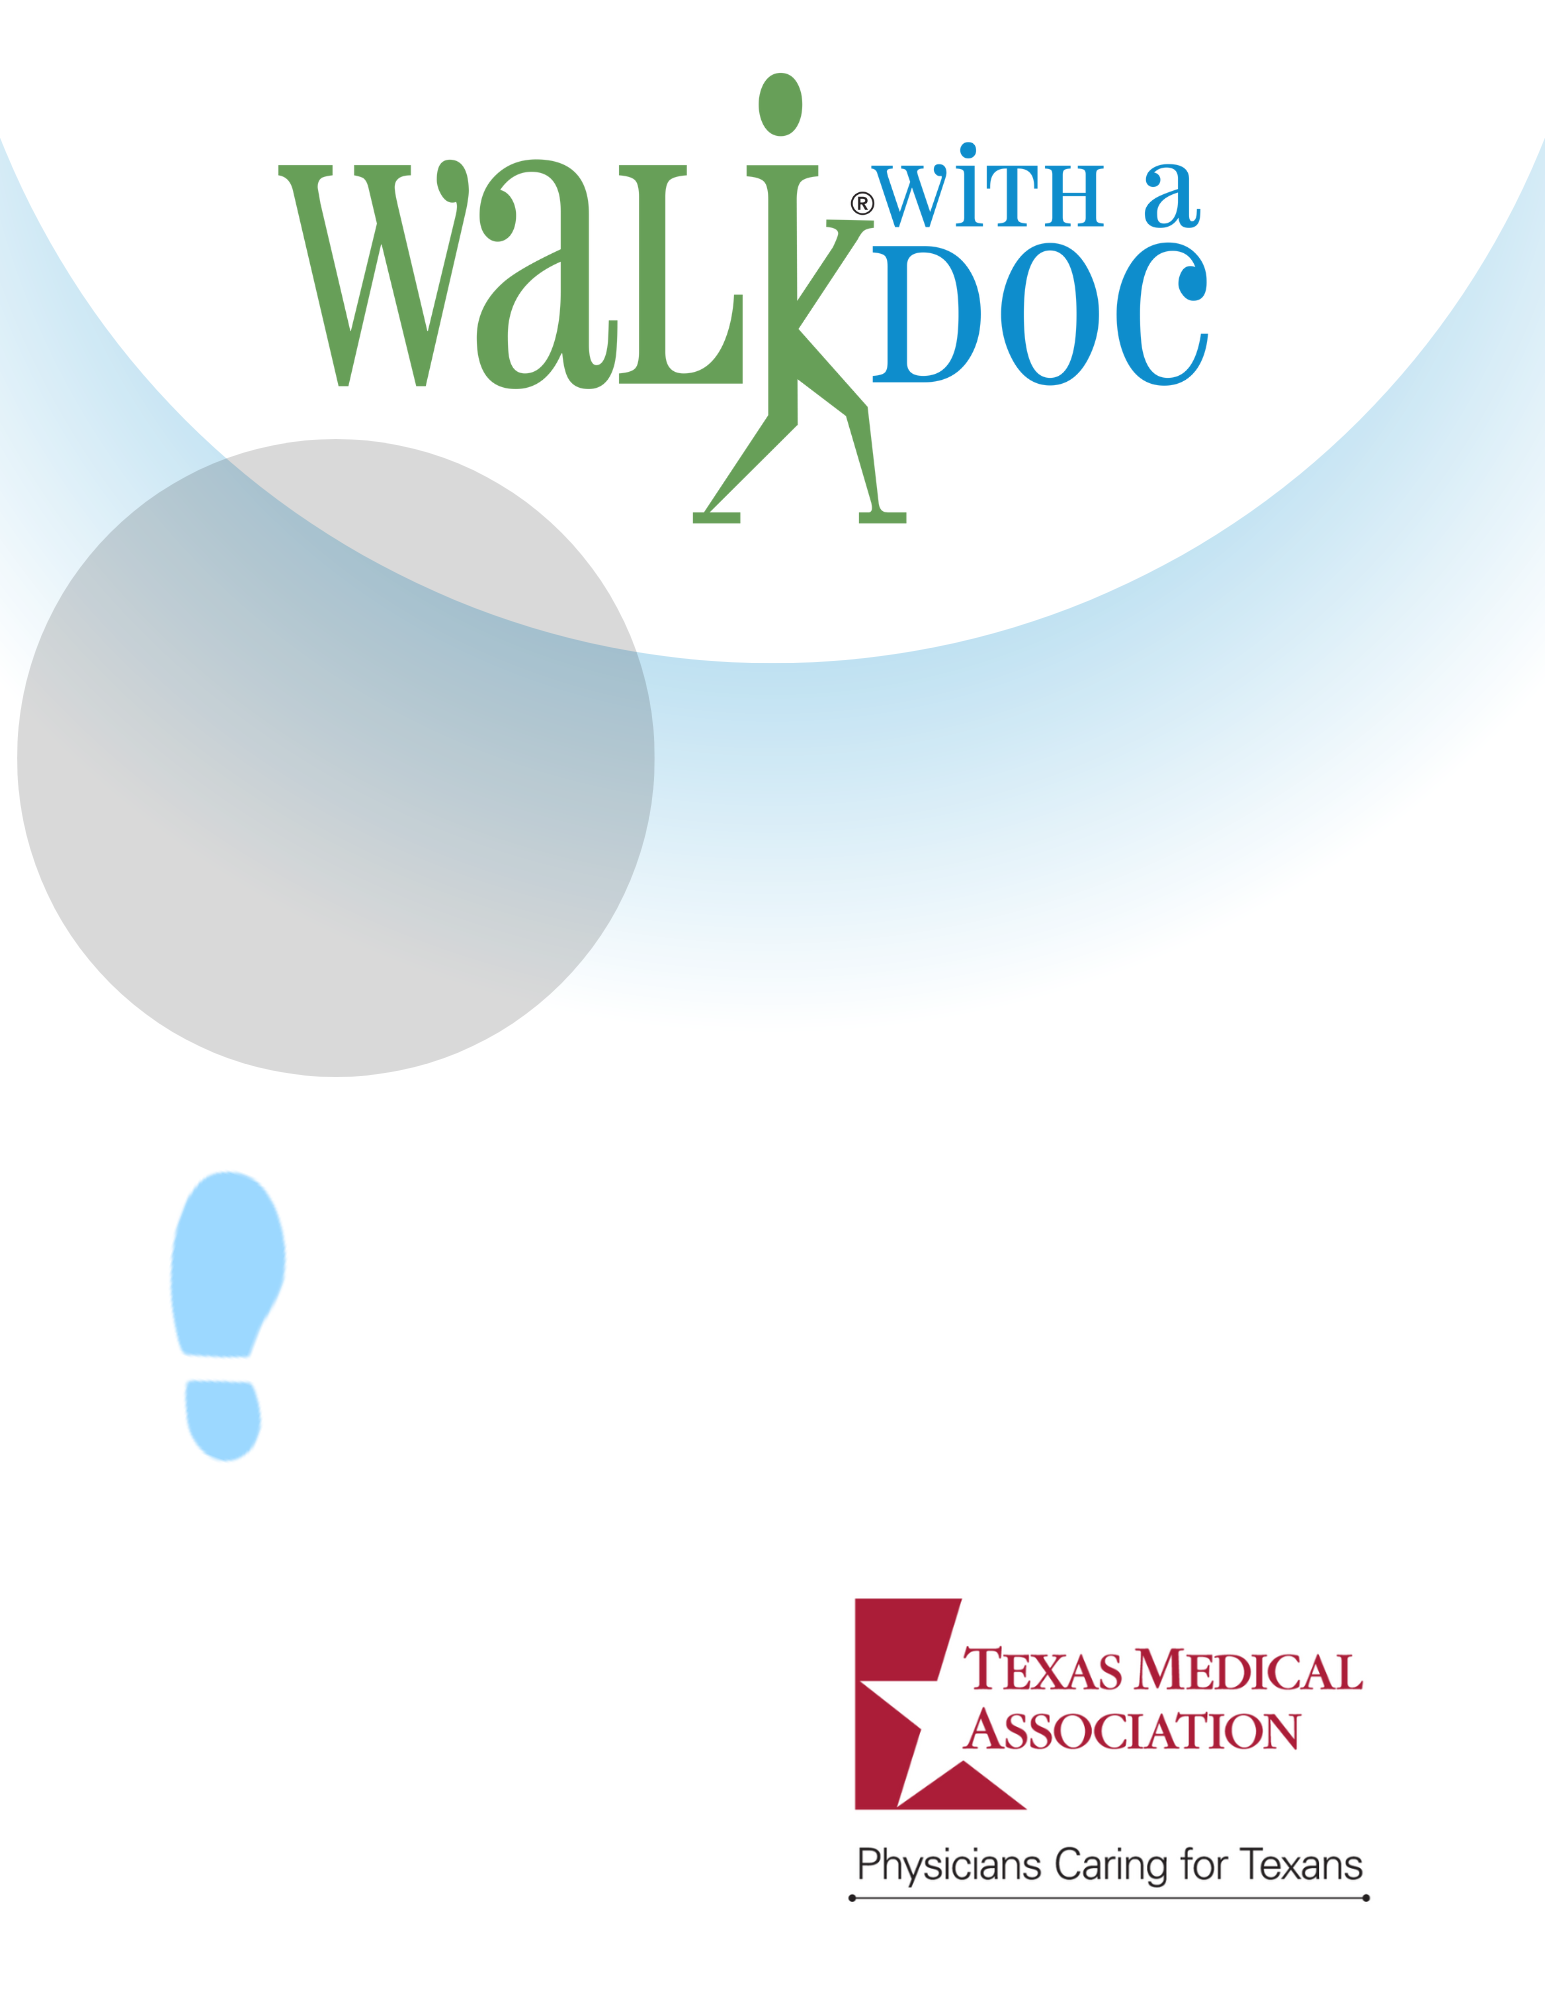 WaLk® WiTH a
DOC
TEXAS MEDICAL
ASSOCIATION
Physicians Caring for Texans